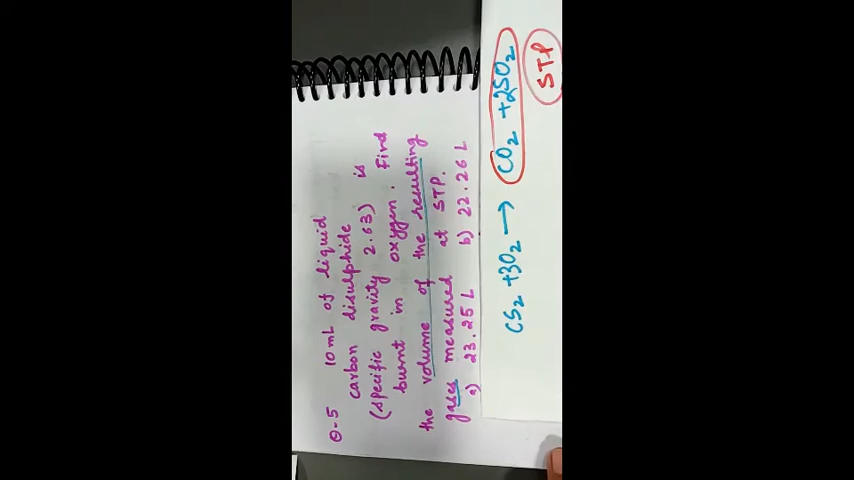 Q-5 10 mL of liquid
carbon disulphide
(specific gravity 2.63) is
burnt in oxygen. Find
the volume of the resulting
gases measured at STP.
a) 23.25 L b) 22.26 L
CS2 + 3O2 → CO2 + 2SO2
STP